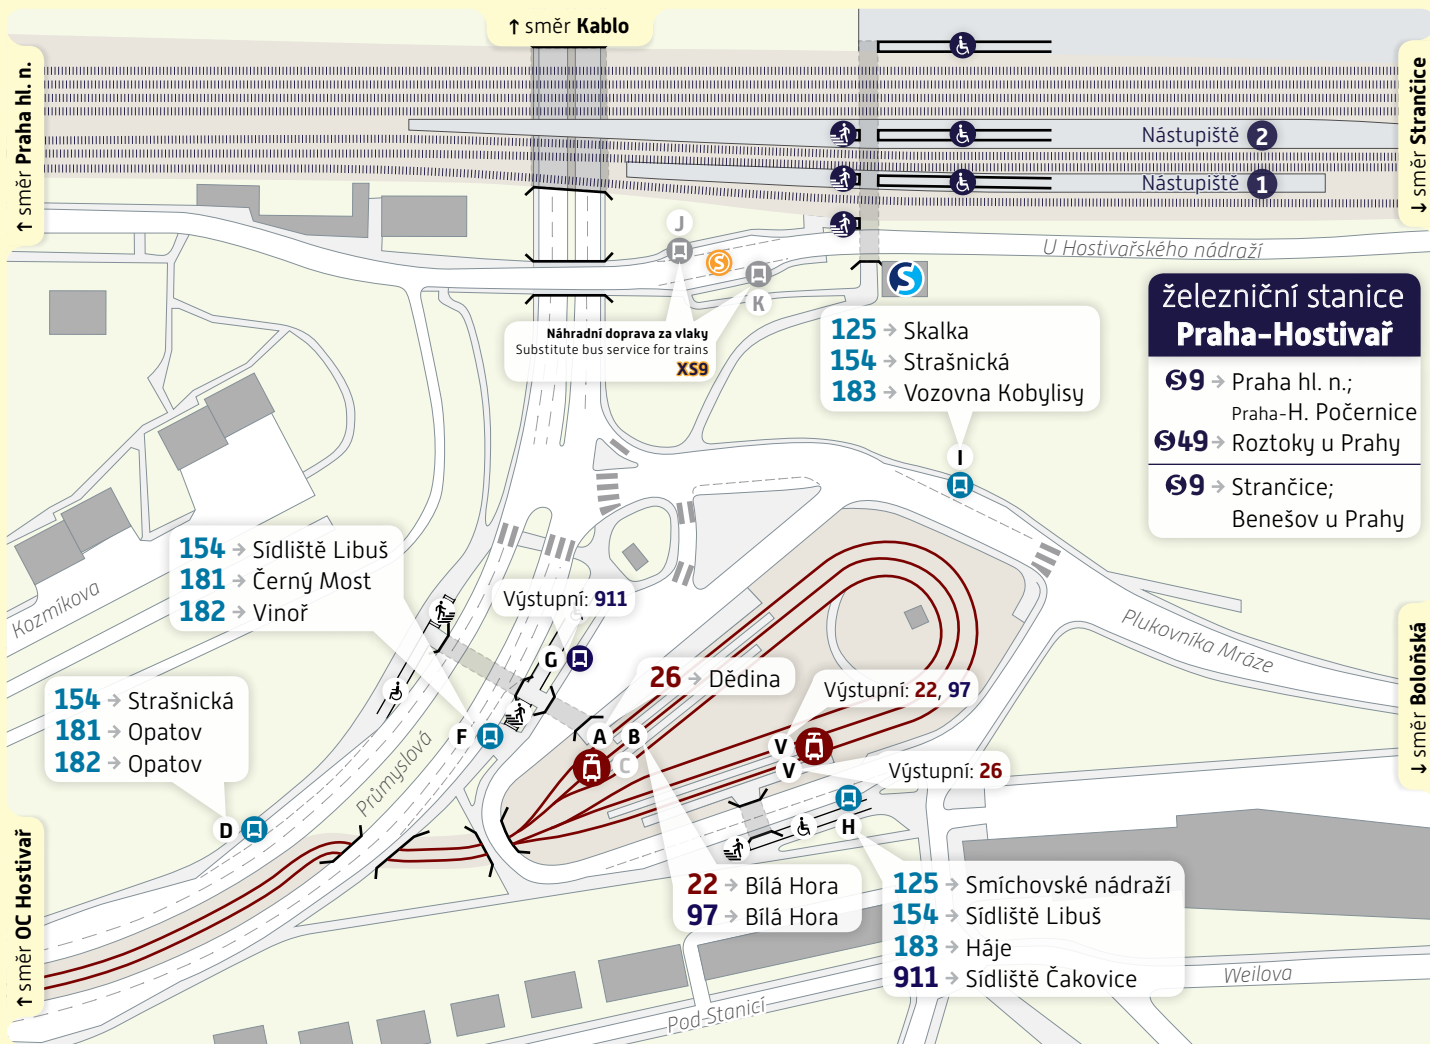 ↑ směr Kablo
↑ směr Praha hl. n.
↓ směr Strančice
Nástupiště 2
Nástupiště 1
U Hostivařského nádraží
J
S
K
S
Náhradní doprava za vlaky
Substitute bus service for trains
XS9
železniční stanice
Praha-Hostivař
S9 → Praha hl. n.;
Praha-H. Počernice
S49 → Roztoky u Prahy
S9 → Strančice;
Benešov u Prahy
125 → Skalka
154 → Strašnická
183 → Vozovna Kobylisy
I
154 → Sídliště Libuš
181 → Černý Most
182 → Vinoř
Kozmíkova
Výstupní: 911
G
Plukovníka Mráze
26 → Dědina
Výstupní: 22, 97
154 → Strašnická
181 → Opatov
182 → Opatov
F
A
B
C
V
V
Výstupní: 26
Průmyslová
D
H
↓ směr Boloňská
↑ směr OC Hostivař
22 → Bílá Hora
97 → Bílá Hora
125 → Smíchovské nádraží
154 → Sídliště Libuš
183 → Háje
911 → Sídliště Čakovice
Weilova
Pod Stanicí